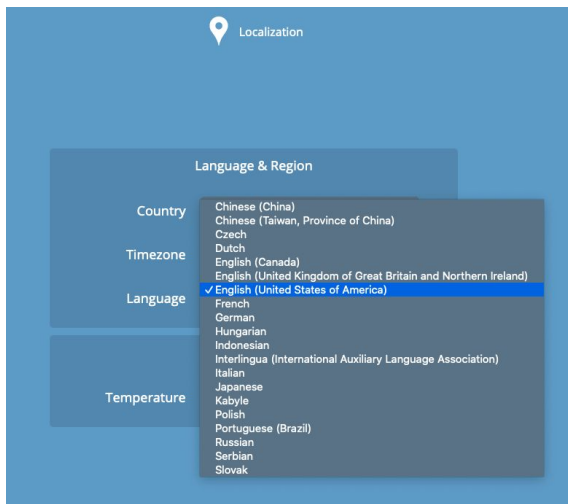 Localization
Language & Region
Country
Timezone
Language
Chinese (China)
Chinese (Taiwan, Province of China)
Czech
Dutch
English (Canada)
English (United Kingdom of Great Britain and Northern Ireland)
✓ English (United States of America)
French
German
Hungarian
Indonesian
Interlingua (International Auxiliary Language Association)
Italian
Japanese
Kabyle
Polish
Portuguese (Brazil)
Russian
Serbian
Slovak
Temperature